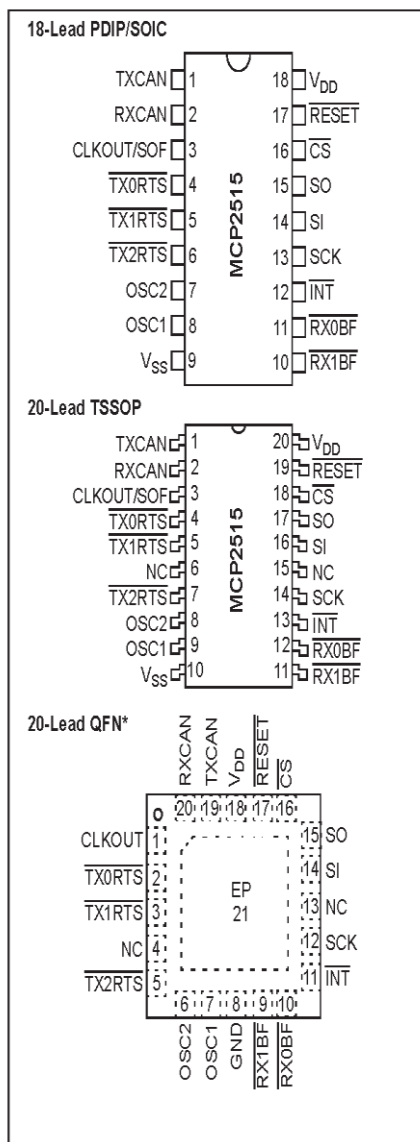 18-Lead PDIP/SOIC
TXCAN 1 18 VDD
RXCAN 2 17 RESET
CLKOUT/SOF 3 16 CS
TX0RTS 4 15 SO
TX1RTS 5 14 SI
TX2RTS 6 13 SCK
OSC2 7 12 INT
OSC1 8 11 RX0BF
VSS 9 10 RX1BF
MCP2515
20-Lead TSSOP
TXCAN 1 20 VDD
RXCAN 2 19 RESET
CLKOUT/SOF 3 18 CS
TX0RTS 4 17 SO
TX1RTS 5 16 SI
NC 6 15 NC
TX2RTS 7 14 SCK
OSC2 8 13 INT
OSC1 9 12 RX0BF
VSS 10 11 RX1BF
MCP2515
20-Lead QFN*
RXCAN TXCAN VDD RESET CS
20 19 18 17 16
CLKOUT 1 15 SO
TX0RTS 2 14 SI
TX1RTS 3 13 NC
NC 4 12 SCK
TX2RTS 5 11 INT
EP
21
6 7 8 9 10
OSC2 OSC1 GND RX1BF RX0BF